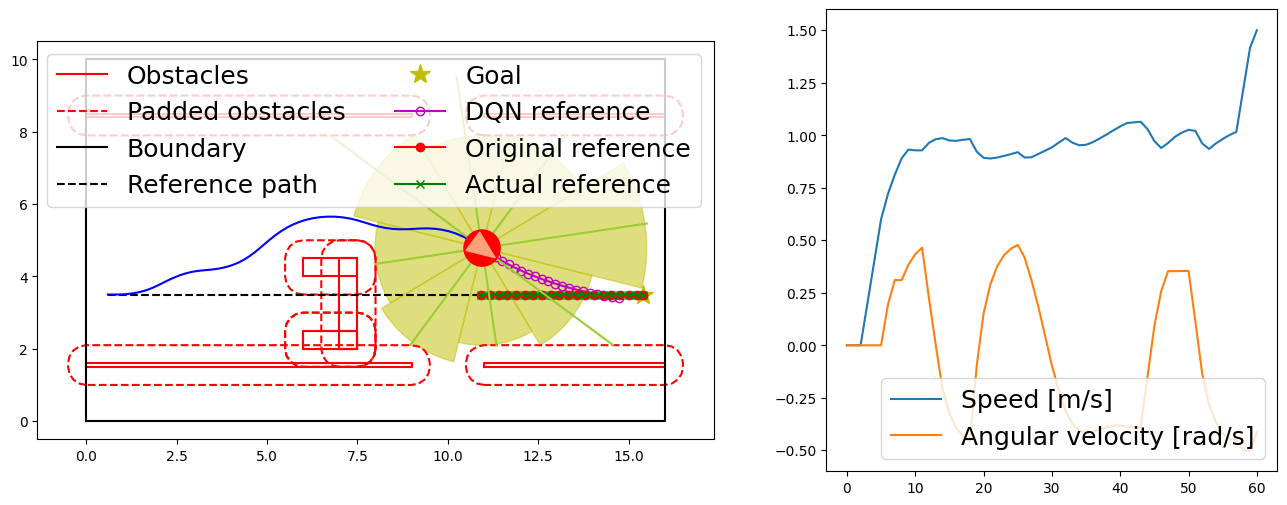 Obstacles
Padded obstacles
Boundary
Reference path
Goal
DQN reference
Original reference
Actual reference
10
8
6
4
2
0
0.0 2.5 5.0 7.5 10.0 12.5 15.0
1.50
1.25
1.00
0.75
0.50
0.25
0.00
−0.25
−0.50
Speed [m/s]
Angular velocity [rad/s]
0 10 20 30 40 50 60